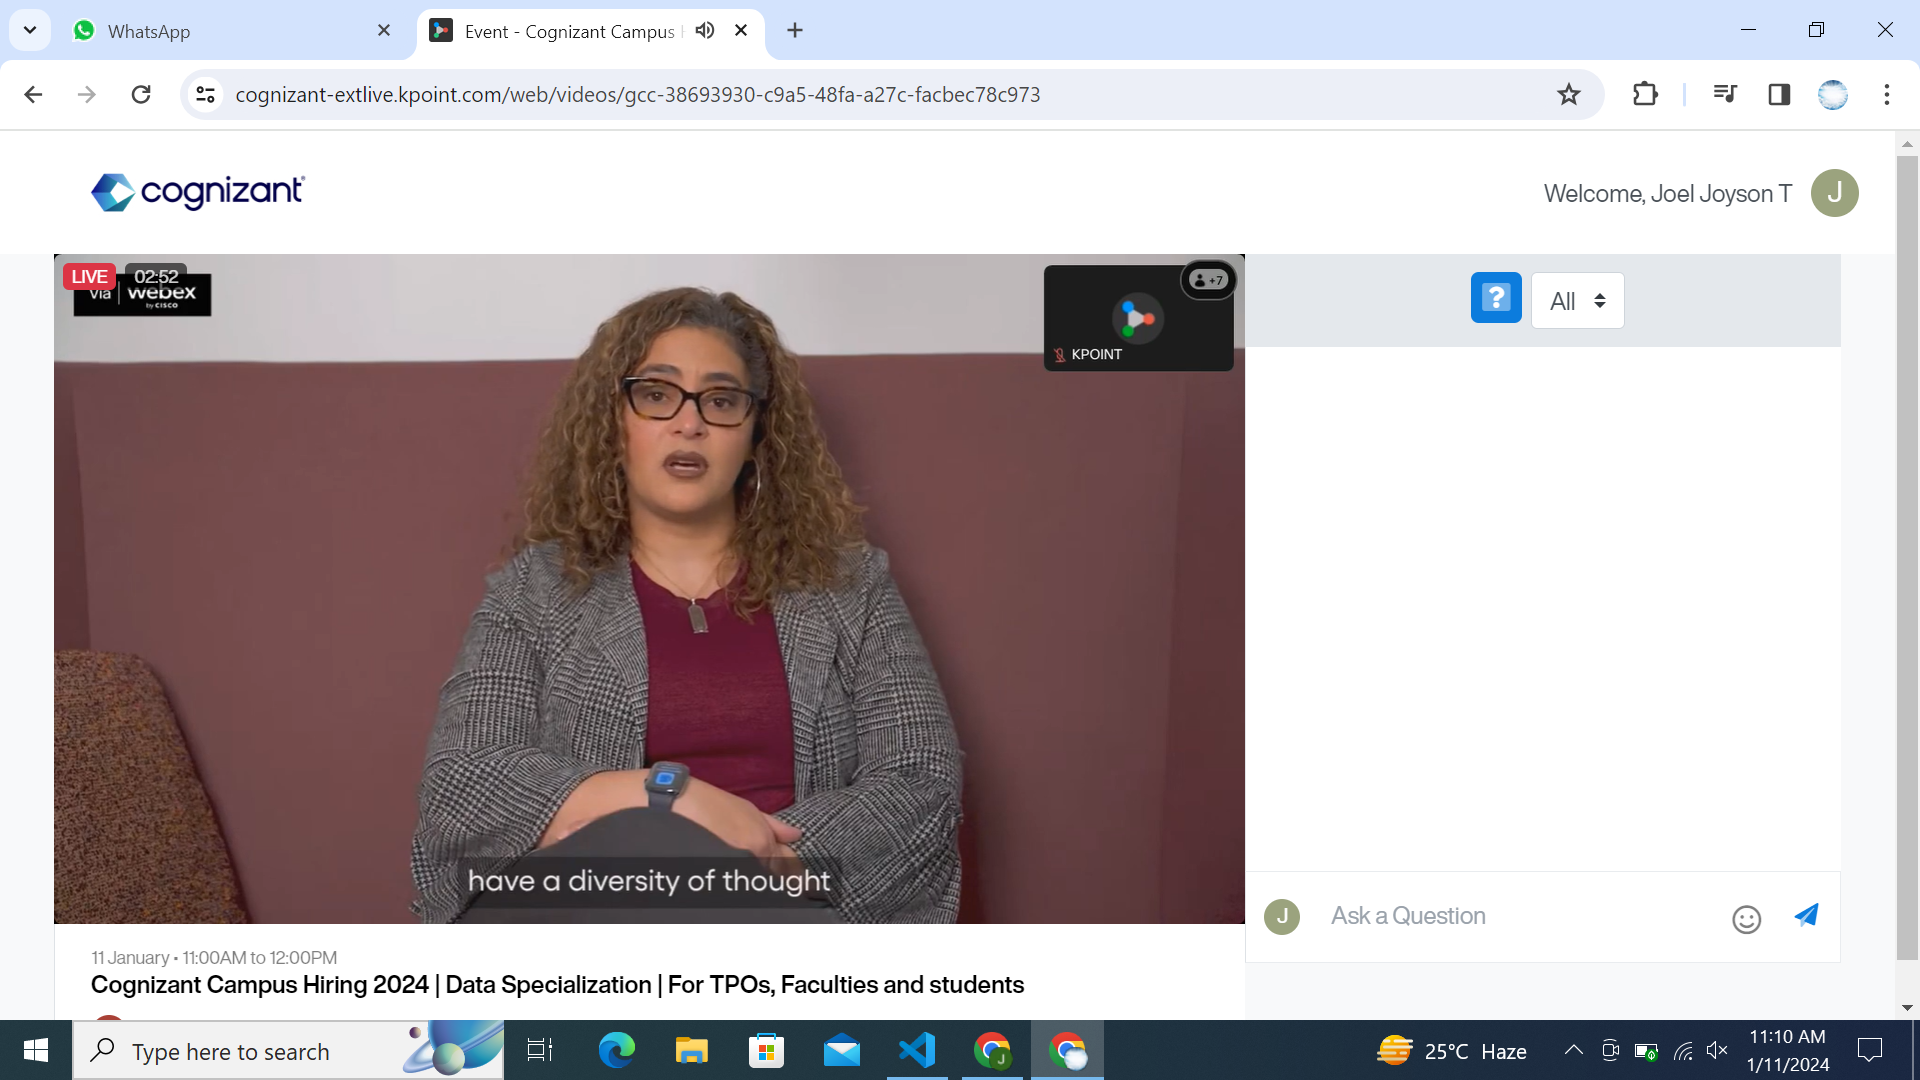 WhatsApp
Event - Cognizant Campus
cognizant-extlive.kpoint.com/web/videos/gcc-38693930-c9a5-48fa-a27c-facbec78c973
cognizant
Welcome, Joel Joyson T
J
LIVE
02:52
via
webex
by CISCO
+7
KPOINT
?
All
have a diversity of thought
J
Ask a Question
11 January • 11:00AM to 12:00PM
Cognizant Campus Hiring 2024 | Data Specialization | For TPOs, Faculties and students
Type here to search
J
25°C Haze
11:10 AM
1/11/2024